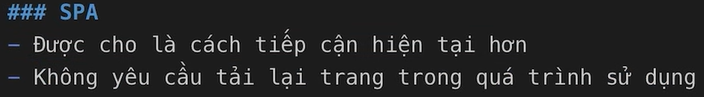 ### SPA
- Được cho là cách tiếp cận hiện tại hơn
- Không yêu cầu tải lại trang trong quá trình sử dụng